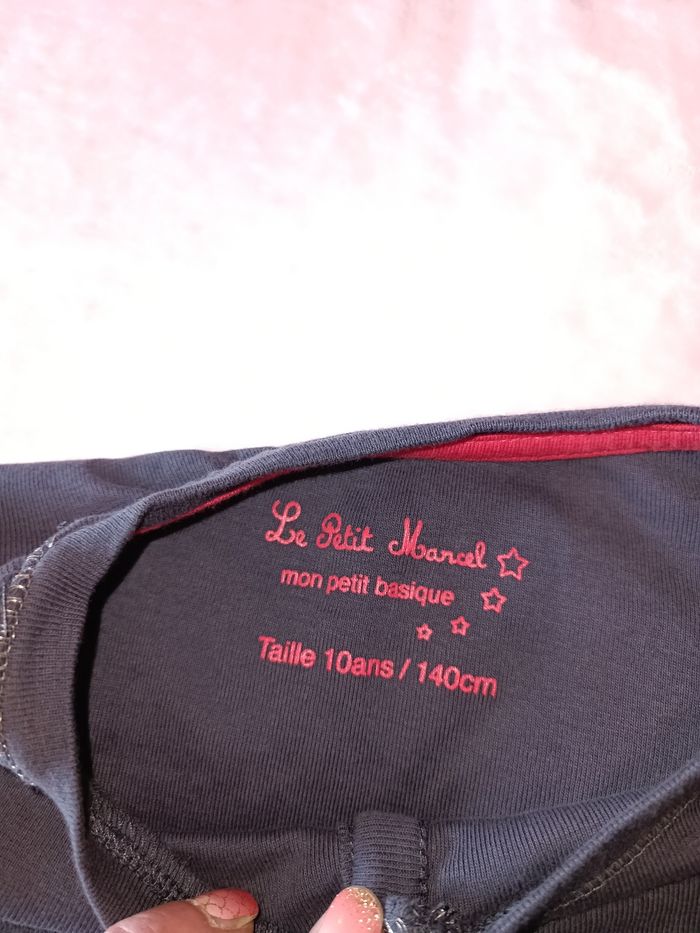 Le Petit Marcel
mon petit basique
Taille 10ans / 140cm